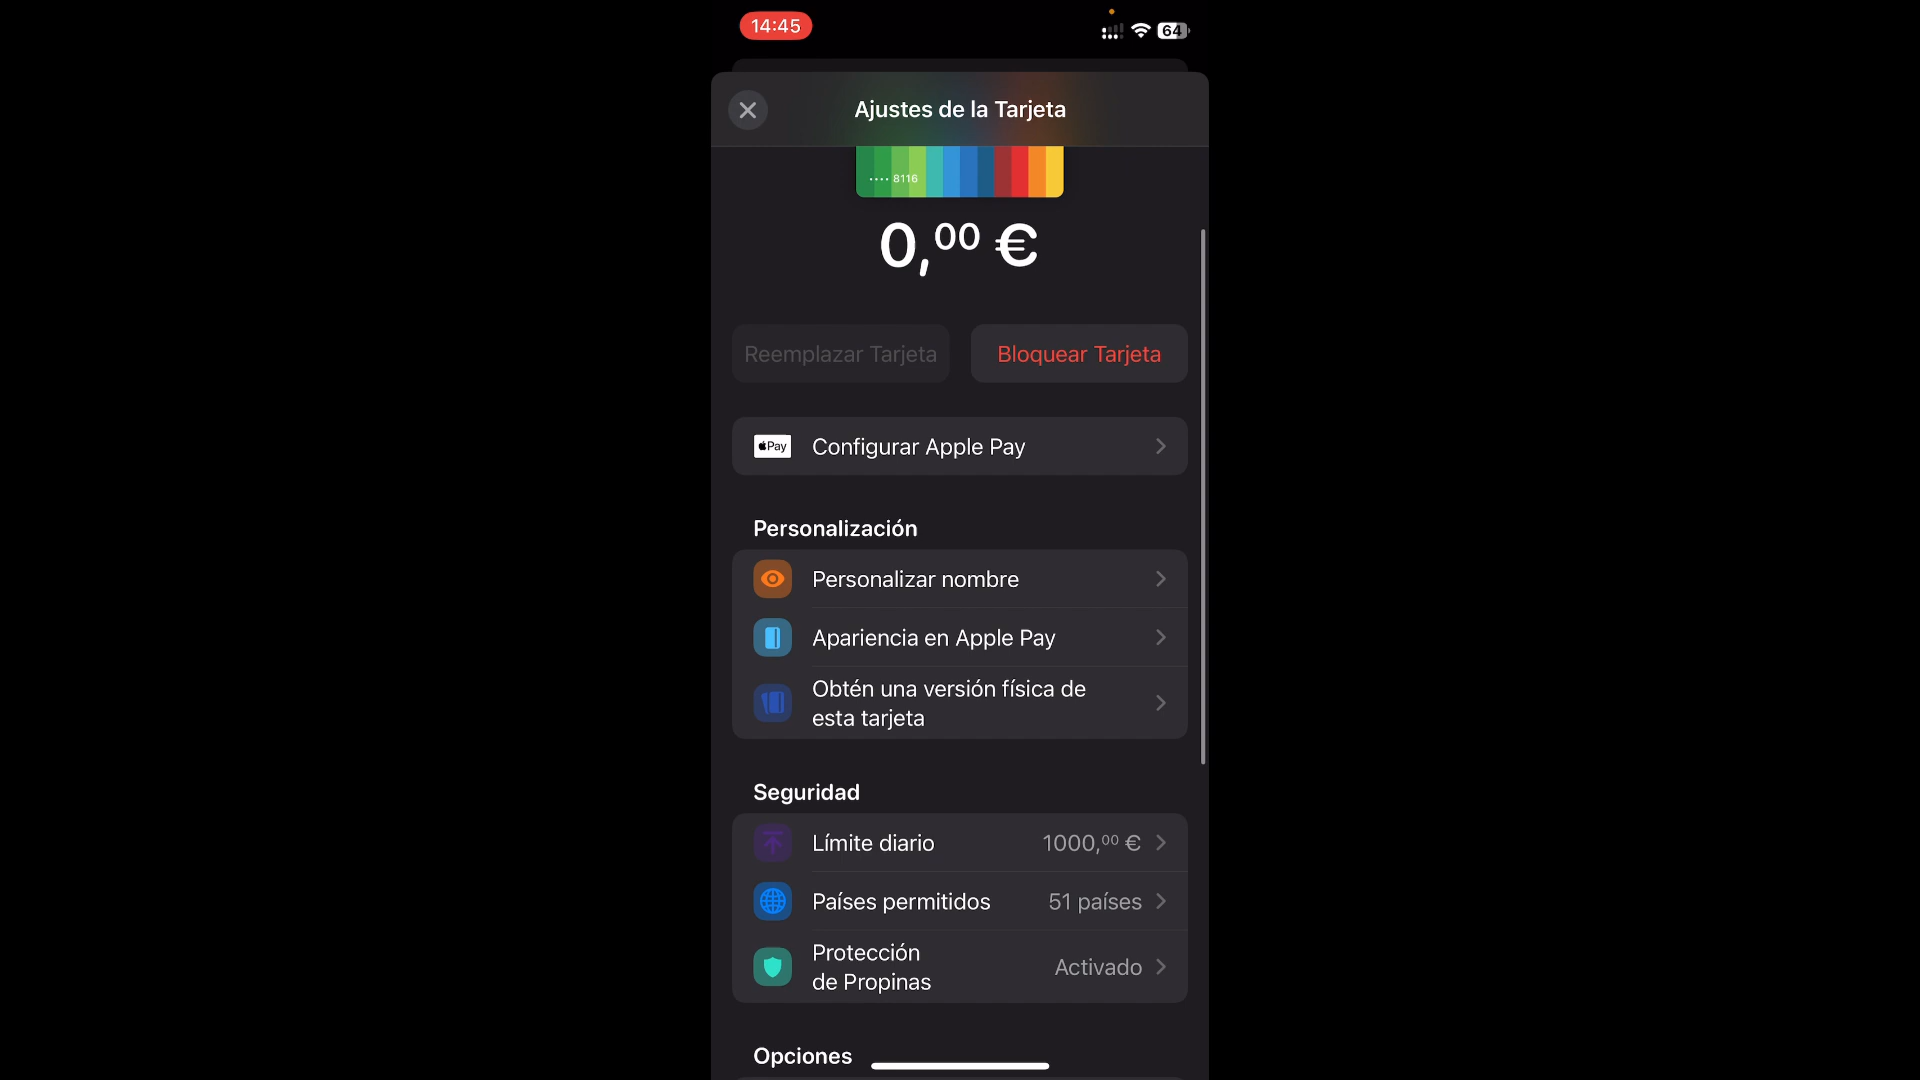 14:45
64
Ajustes de la Tarjeta
•••• 8116
0,00 €
Reemplazar Tarjeta
Bloquear Tarjeta
Pay
Configurar Apple Pay
Personalización
Personalizar nombre
Apariencia en Apple Pay
Obtén una versión física de
esta tarjeta
Seguridad
Límite diario
1000,00 €
Países permitidos
51 países
Protección
de Propinas
Activado
Opciones